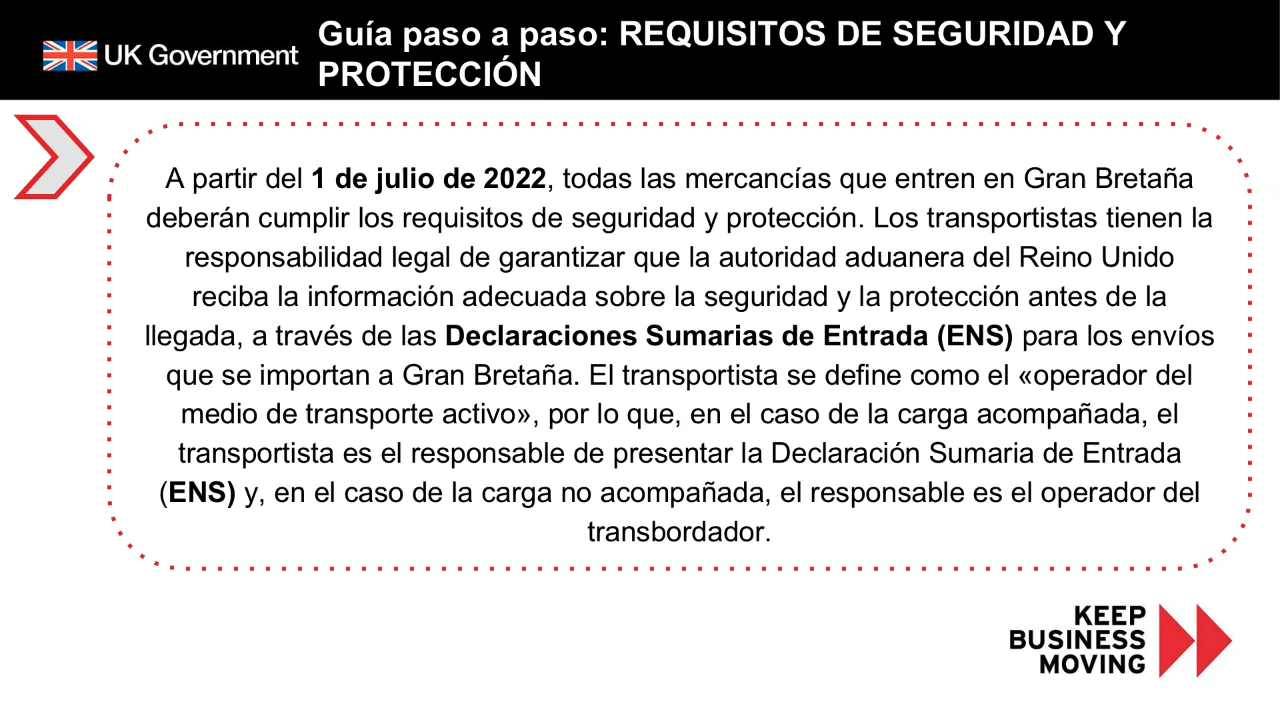 UK Government
Guía paso a paso: REQUISITOS DE SEGURIDAD Y
PROTECCIÓN
A partir del 1 de julio de 2022, todas las mercancías que entren en Gran Bretaña
deberán cumplir los requisitos de seguridad y protección. Los transportistas tienen la
responsabilidad legal de garantizar que la autoridad aduanera del Reino Unido
reciba la información adecuada sobre la seguridad y la protección antes de la
llegada, a través de las Declaraciones Sumarias de Entrada (ENS) para los envíos
que se importan a Gran Bretaña. El transportista se define como el «operador del
medio de transporte activo», por lo que, en el caso de la carga acompañada, el
transportista es el responsable de presentar la Declaración Sumaria de Entrada
(ENS) y, en el caso de la carga no acompañada, el responsable es el operador del
transbordador.
KEEP
BUSINESS
MOVING